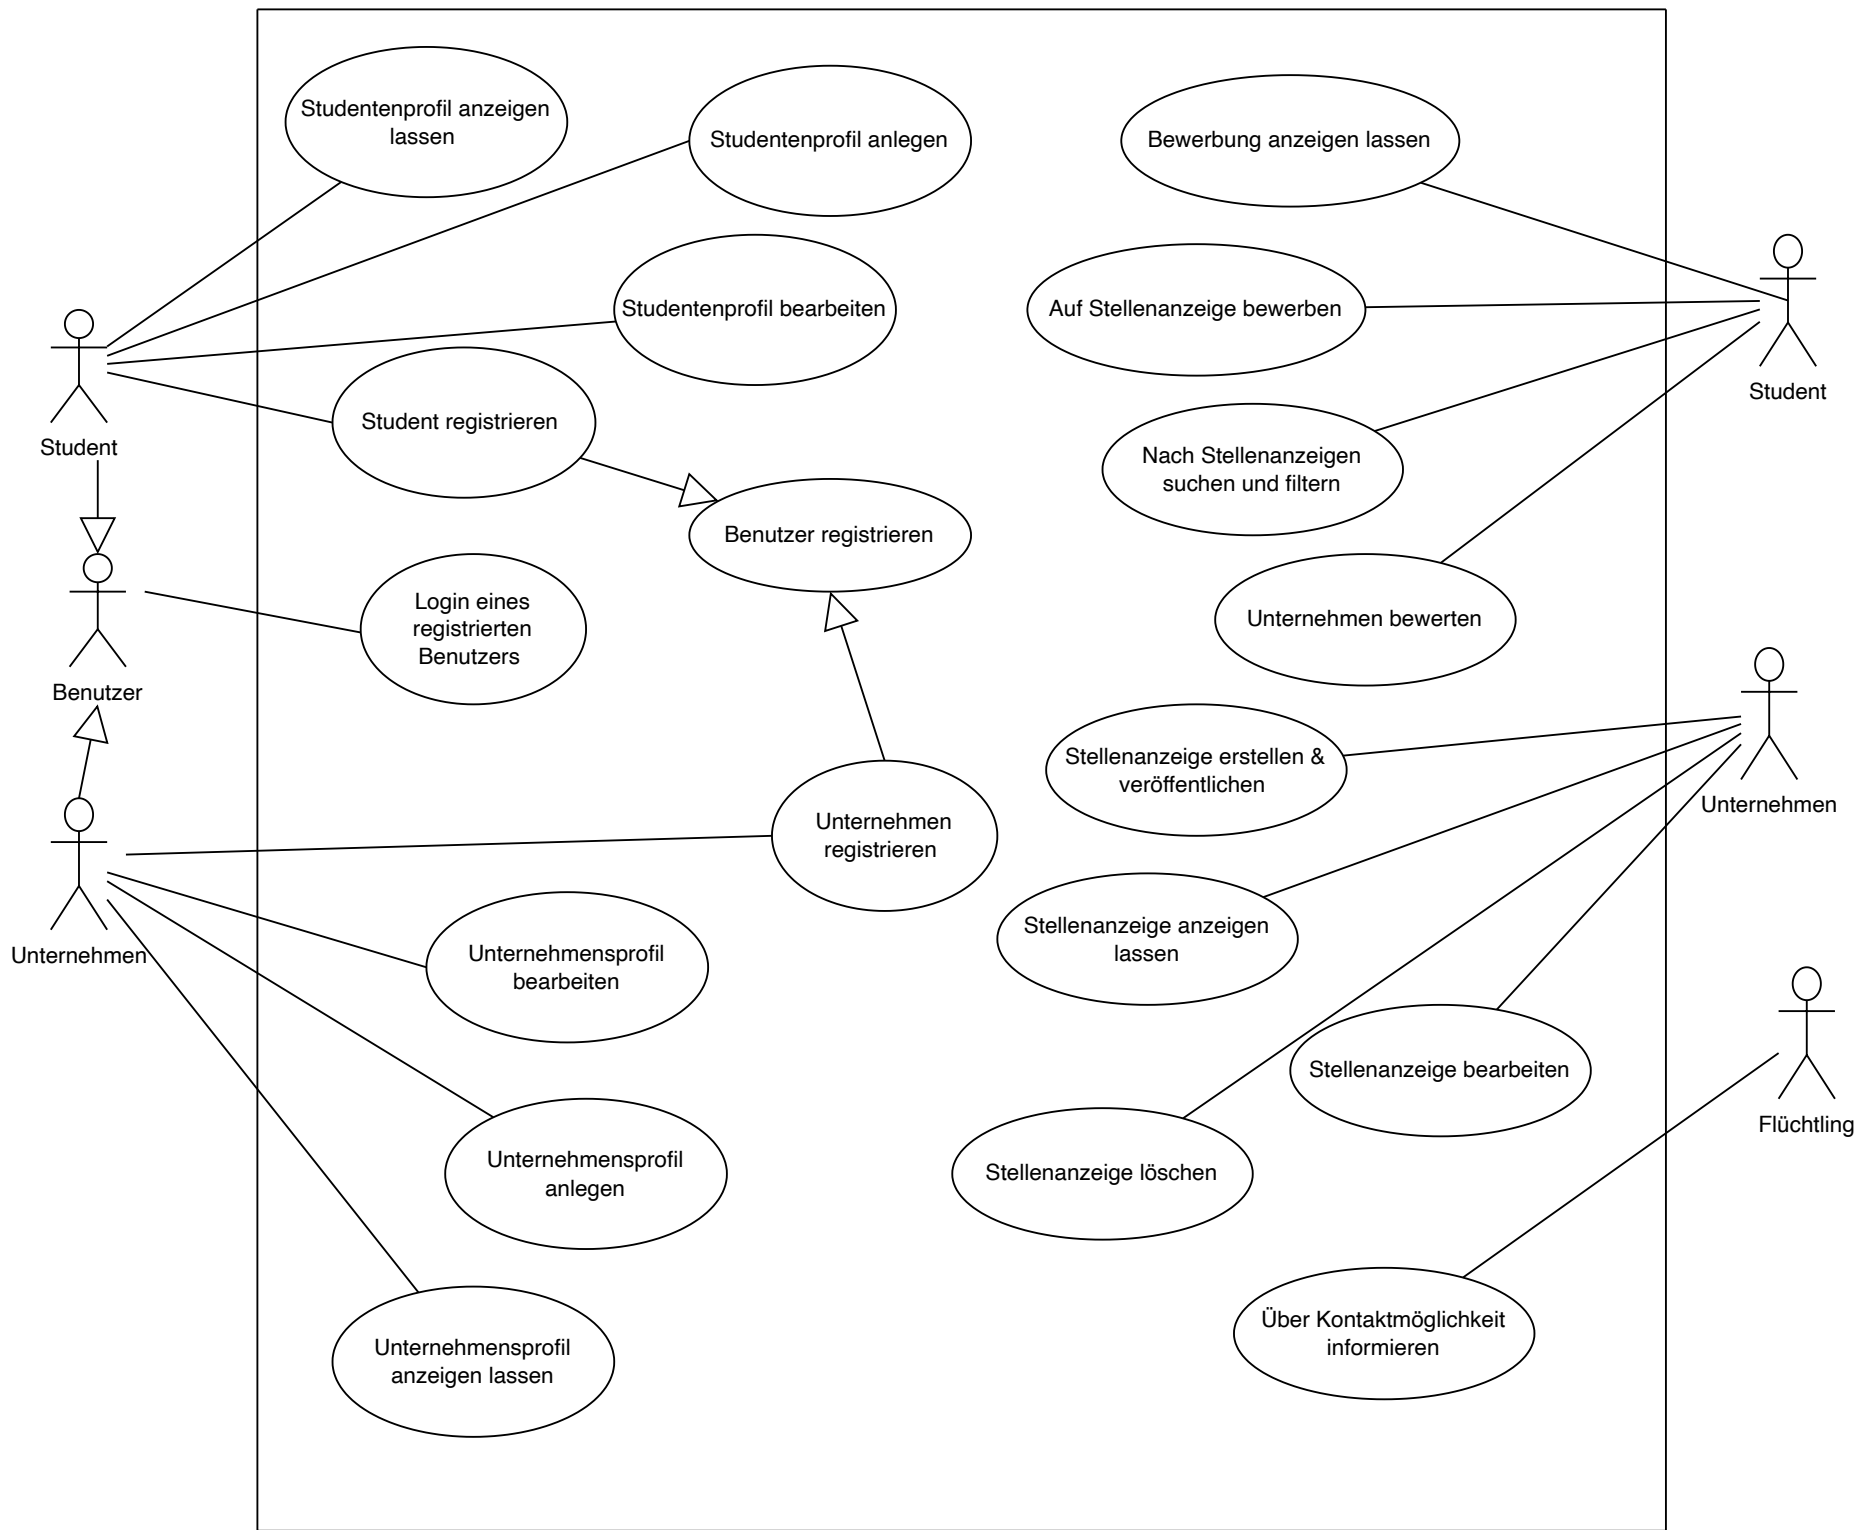 Studentenprofil anzeigen
lassen
Studentenprofil anlegen
Bewerbung anzeigen lassen
Studentenprofil bearbeiten
Auf Stellenanzeige bewerben
Student
Student
Student registrieren
Nach Stellenanzeigen
suchen und filtern
Benutzer registrieren
Login eines
registrierten
Benutzers
Unternehmen bewerten
Benutzer
Stellenanzeige erstellen &
veröffentlichen
Unternehmen
Unternehmen
registrieren
Unternehmen
Stellenanzeige anzeigen
lassen
Unternehmensprofil
bearbeiten
Stellenanzeige bearbeiten
Flüchtling
Unternehmensprofil
anlegen
Stellenanzeige löschen
Über Kontaktmöglichkeit
informieren
Unternehmensprofil
anzeigen lassen